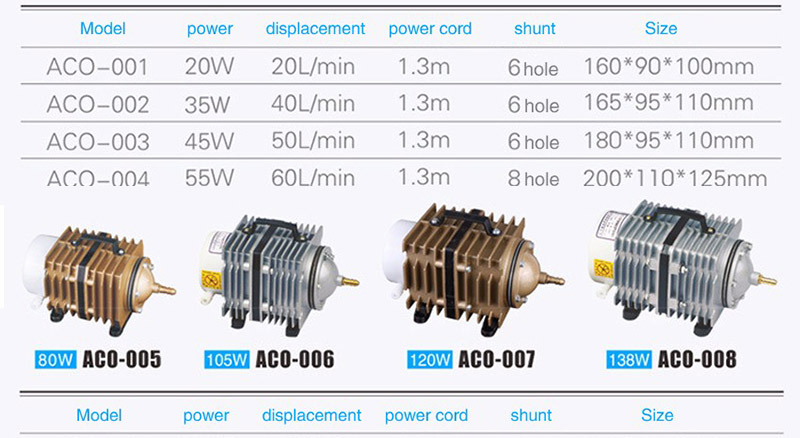 Model power displacement power cord shunt Size
ACO-001 20W 20L/min 1.3m 6 hole 160*90*100mm
ACO-002 35W 40L/min 1.3m 6 hole 165*95*110mm
ACO-003 45W 50L/min 1.3m 6 hole 180*95*110mm
ACO-004 55W 60L/min 1.3m 8 hole 200*110*125mm
80W ACO-005 105W ACO-006 120W ACO-007 138W ACO-008
Model power displacement power cord shunt Size